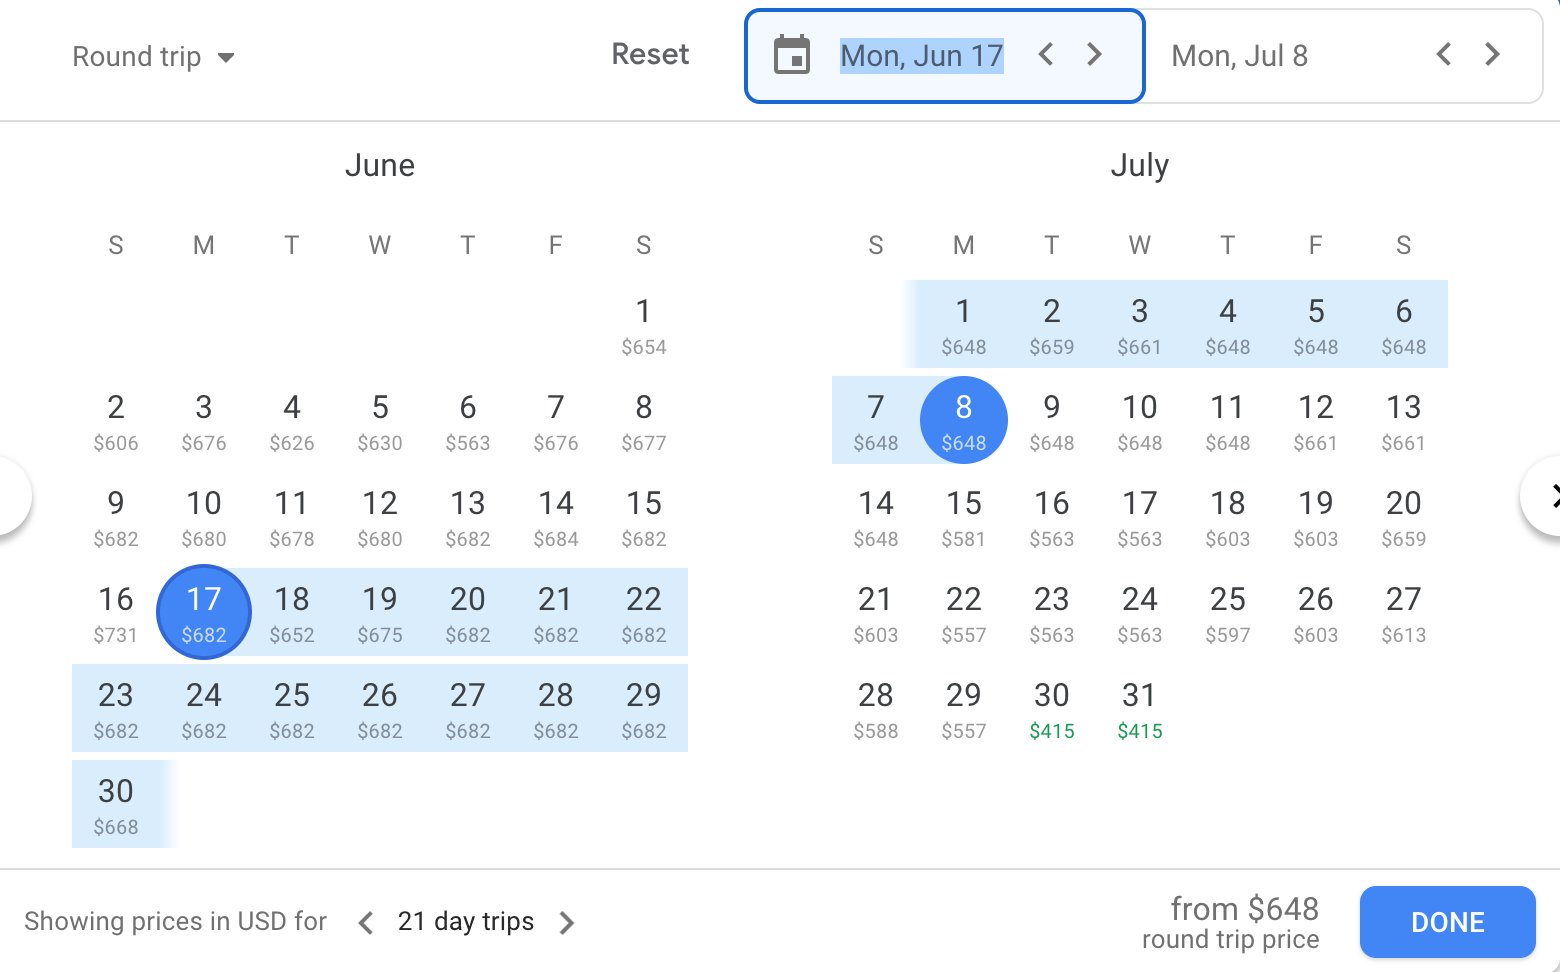 Round trip
Reset
Mon, Jun 17
Mon, Jul 8
June
S M T W T F S
1
$654
2 3 4 5 6 7 8
$606 $676 $626 $630 $563 $676 $677
9 10 11 12 13 14 15
$682 $680 $678 $680 $682 $684 $682
16 17 18 19 20 21 22
$731 $682 $652 $675 $682 $682 $682
23 24 25 26 27 28 29
$682 $682 $682 $682 $682 $682 $682
30
$668
July
S M T W T F S
1 2 3 4 5 6
$648 $659 $661 $648 $648 $648
7 8 9 10 11 12 13
$648 $648 $648 $648 $648 $661 $661
14 15 16 17 18 19 20
$648 $581 $563 $563 $603 $603 $659
21 22 23 24 25 26 27
$603 $557 $563 $563 $597 $603 $613
28 29 30 31
$588 $557 $415 $415
Showing prices in USD for
21 day trips
from $648
round trip price
DONE